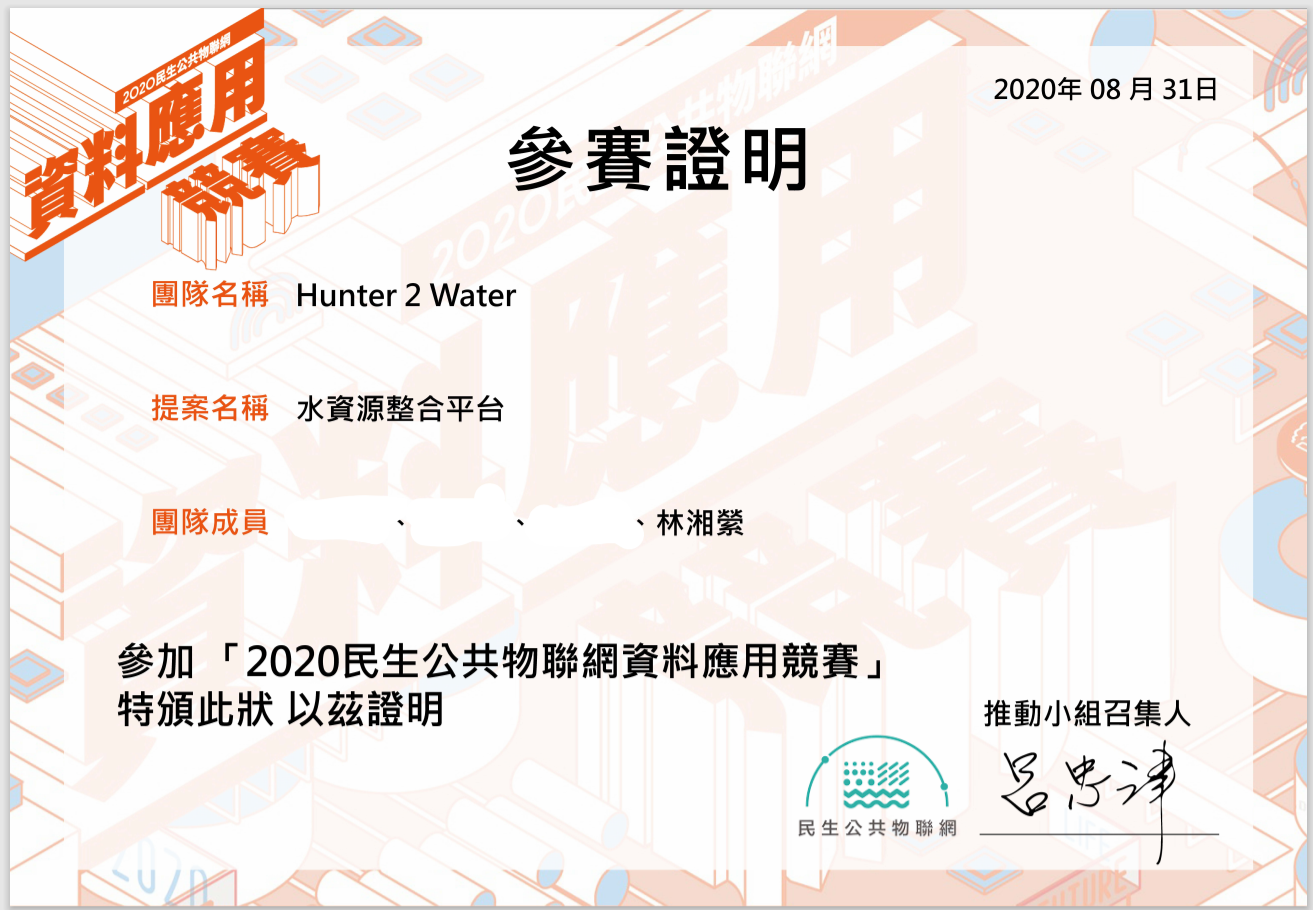 2020民生公共物聯網
資料應用
競賽
2020年 08 月 31日
參賽證明
團隊名稱 Hunter 2 Water
提案名稱 水資源整合平台
團隊成員 、 、 、林湘縈
參加「2020民生公共物聯網資料應用競賽」
特頒此狀 以茲證明
推動小組召集人
呂忠津
民生公共物聯網
2020
FUTURE